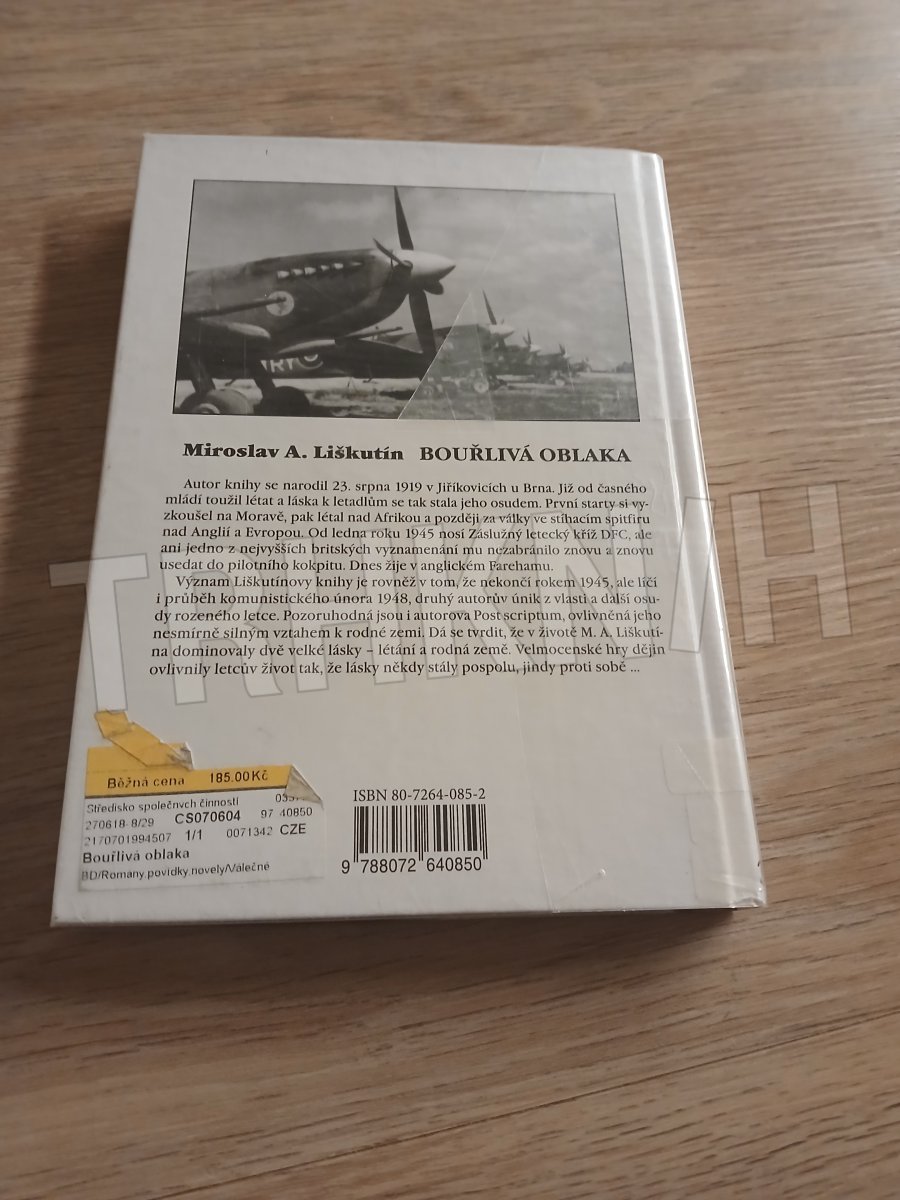 RY
Miroslav A. Liškutín BOUŘLIVÁ OBLAKA
Autor knihy se narodil 23. srpna 1919 v Jiříkovicích u Brna. Již od časného
mládí toužil létat a láska k letadlům se tak stala jeho osudem. První starty si vy-
zkoušel na Moravě, pak létal nad Afrikou a později za války ve stíhacím spitfiru
nad Anglií a Evropou. Od ledna roku 1945 nosí Záslužný letecký kříž DFC, ale
ani jedno z nejvyšších britských vyznamenání mu nezabránilo znovu a znovu
usedat do pilotního kokpitu. Dnes žije v anglickém Farehamu.
Význam Liškutínovy knihy je rovněž v tom, že nekončí rokem 1945, ale líčí
i průběh komunistického února 1948, druhý autorův únik z vlasti a další osu-
dy rozeného letce. Pozoruhodná jsou i autorova Post scriptum, ovlivněná jeho
nesmírně silným vztahem k rodné zemi. Dá se tvrdit, že v životě M. A. Liškutí-
na dominovaly dvě velké lásky – létání a rodná země. Velmocenské hry dějin
ovlivnily letcův život tak, že lásky někdy stály pospolu, jindy proti sobě ...
TRHKNIH
Běžná cena 185.00Kč
Středisko společných činností
270618-8/29 CS070604 97 40850
2170701994507 1/1 0071342 CZE
Bouřlivá oblaka
BD/Romany,povídky,novely/Válečné
ISBN 80-7264-085-2
9 788072 640850